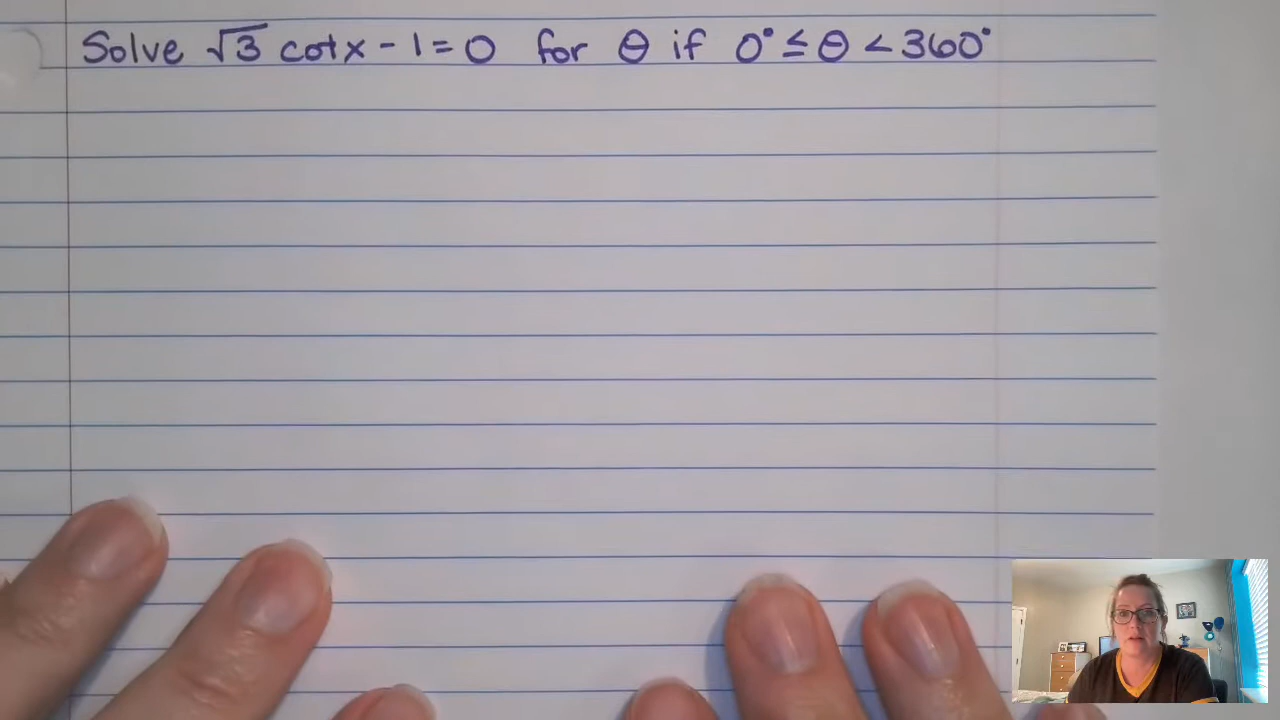 Solve √3 cotx - 1 = 0 for θ if 0° ≤ θ < 360°